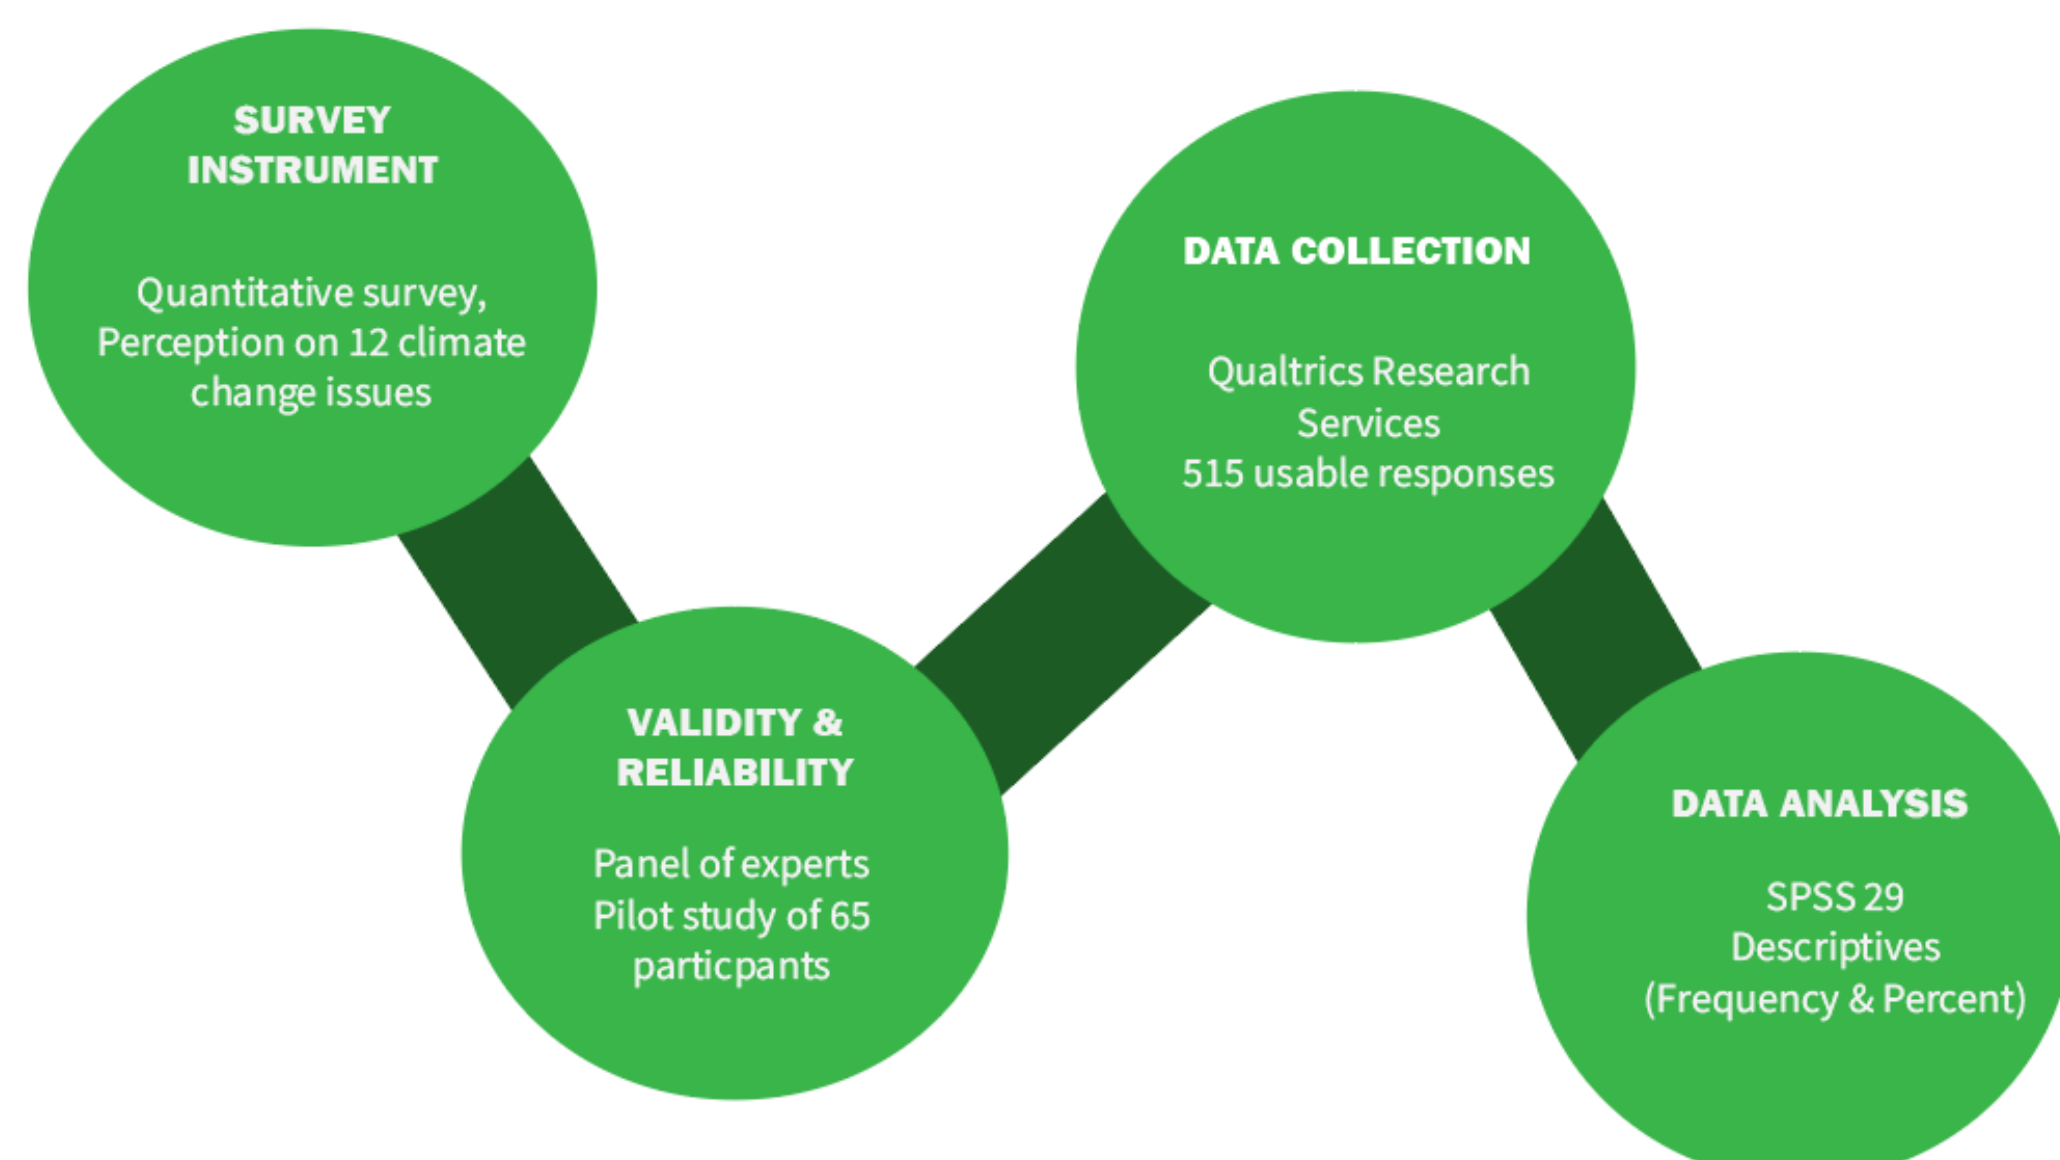 SURVEY
INSTRUMENT
Quantitative survey,
Perception on 12 climate
change issues
VALIDITY &
RELIABILITY
Panel of experts
Pilot study of 65
particpants
DATA COLLECTION
Qualtrics Research
Services
515 usable responses
DATA ANALYSIS
SPSS 29
Descriptives
(Frequency & Percent)